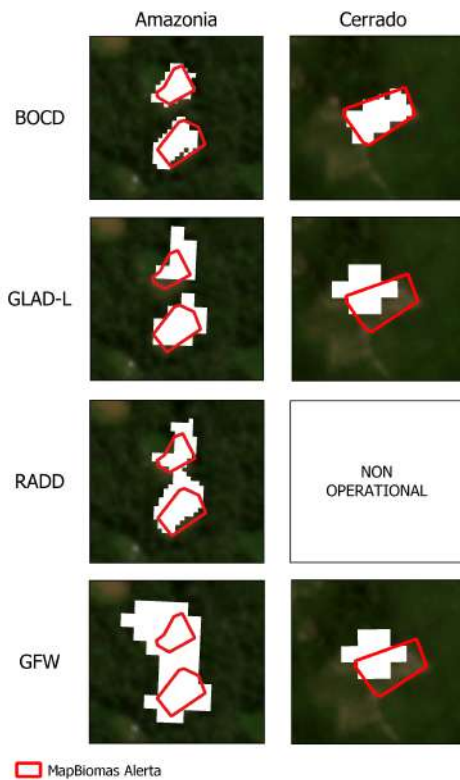 Amazonia
Cerrado
BOCD
GLAD-L
RADD
NON
OPERATIONAL
GFW
MapBiomas Alerta